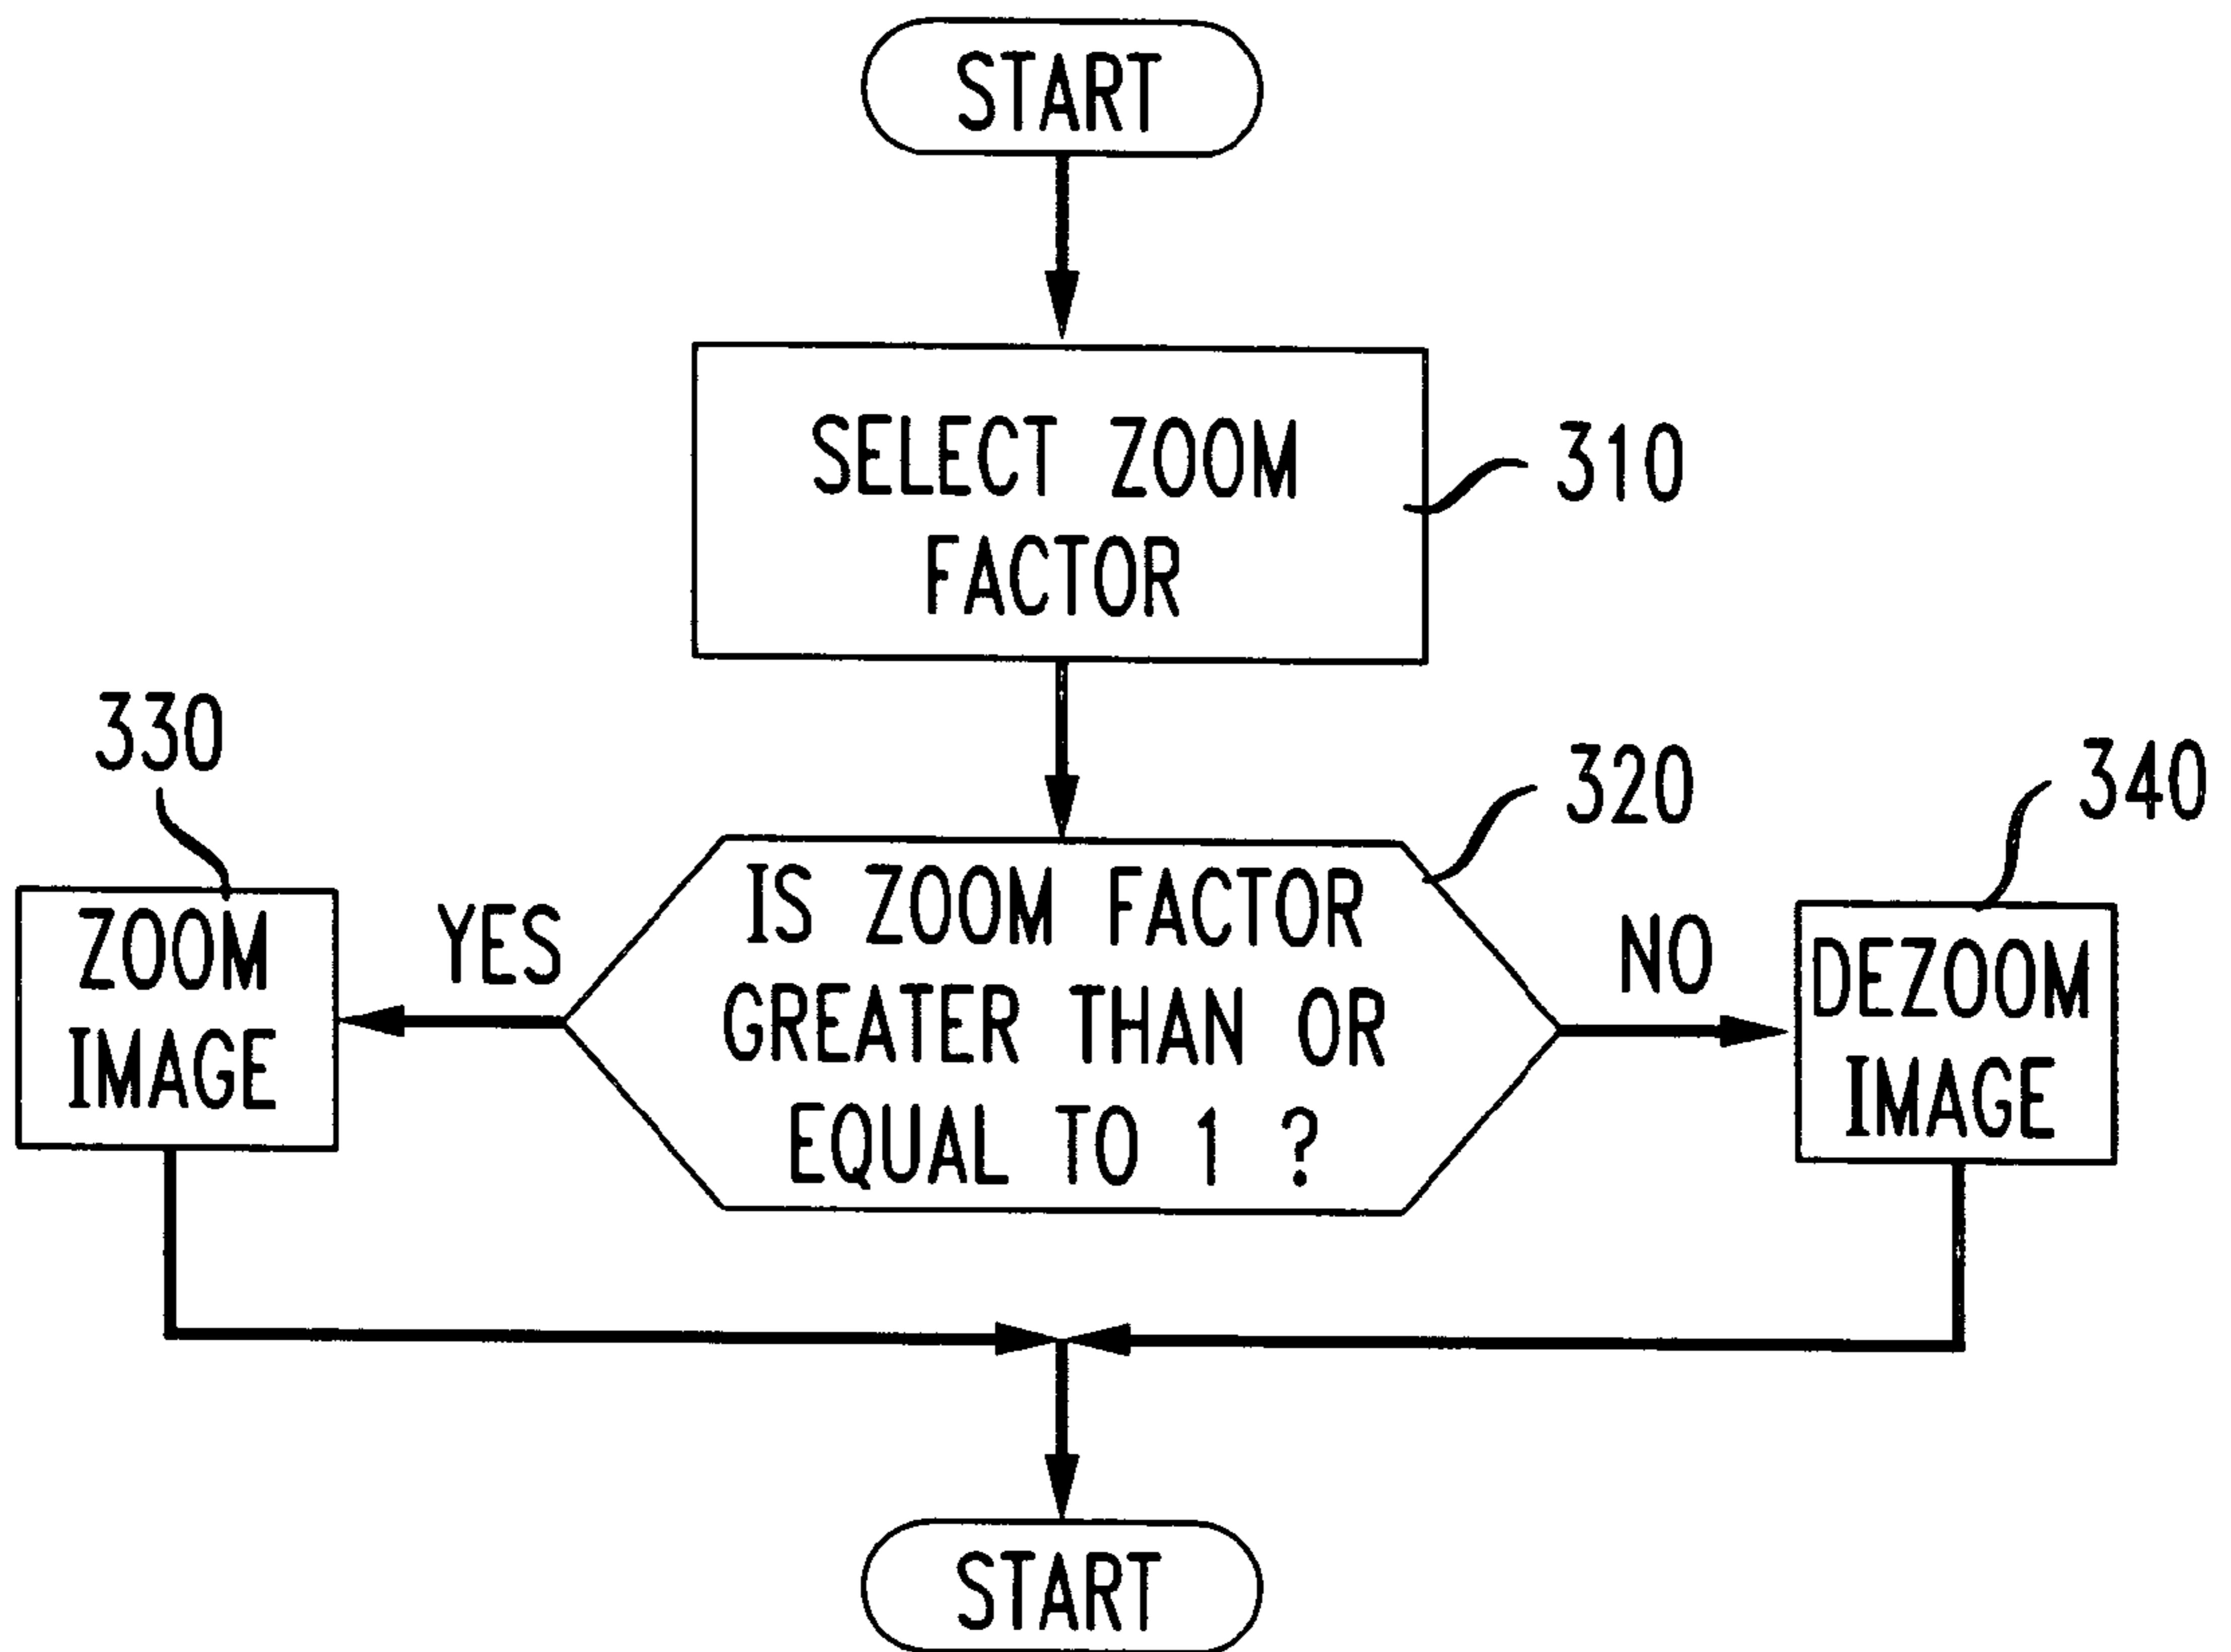 START
SELECT ZOOM
FACTOR
310
330
320
340
ZOOM
IMAGE
YES
IS ZOOM FACTOR
GREATER THAN OR
EQUAL TO 1 ?
NO
DEZOOM
IMAGE
START